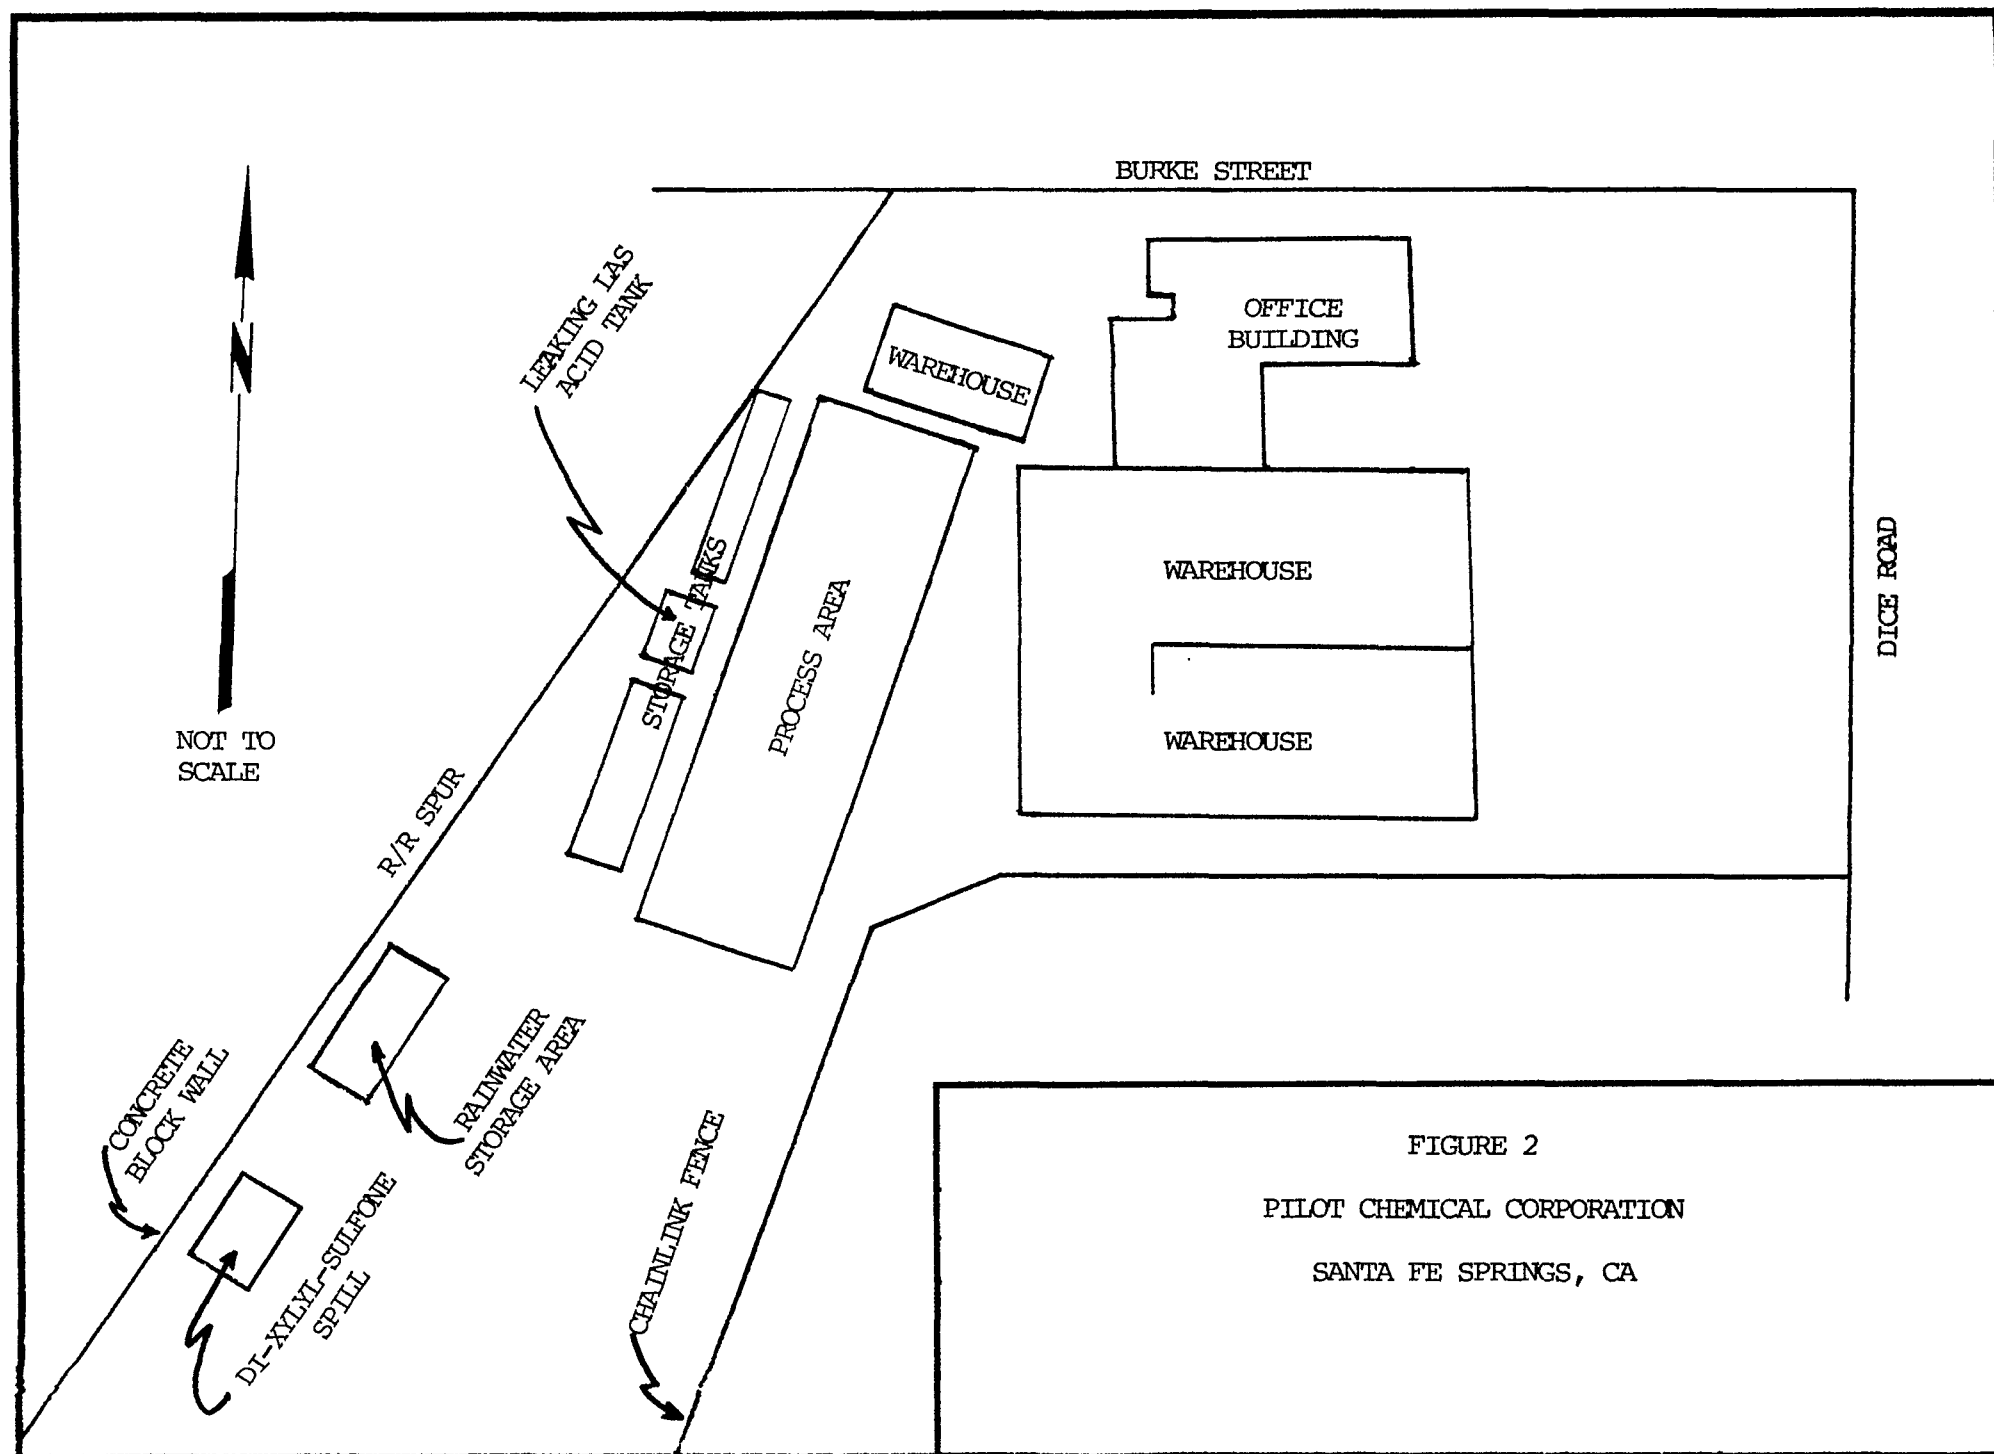 BURKE STREET
LEAKING LAS
ACID TANK
OFFICE
BUILDING
WAREHOUSE
N
WAREHOUSE
DICE ROAD
STORAGE TANKS
PROCESS AREA
WAREHOUSE
NOT TO
SCALE
R/R SPUR
CONCRETE
BLOCK WALL
RAINWATER
STORAGE AREA
DI-XYLYL-SULFONE
SPILL
CHAINLINK FENCE
FIGURE 2
PILOT CHEMICAL CORPORATION
SANTA FE SPRINGS, CA